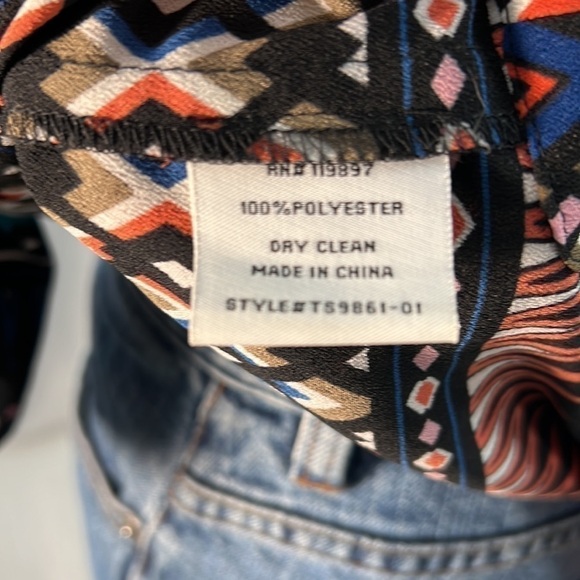 RN# 119897
100%POLYESTER
DRY CLEAN
MADE IN CHINA
STYLE#TS9861-01